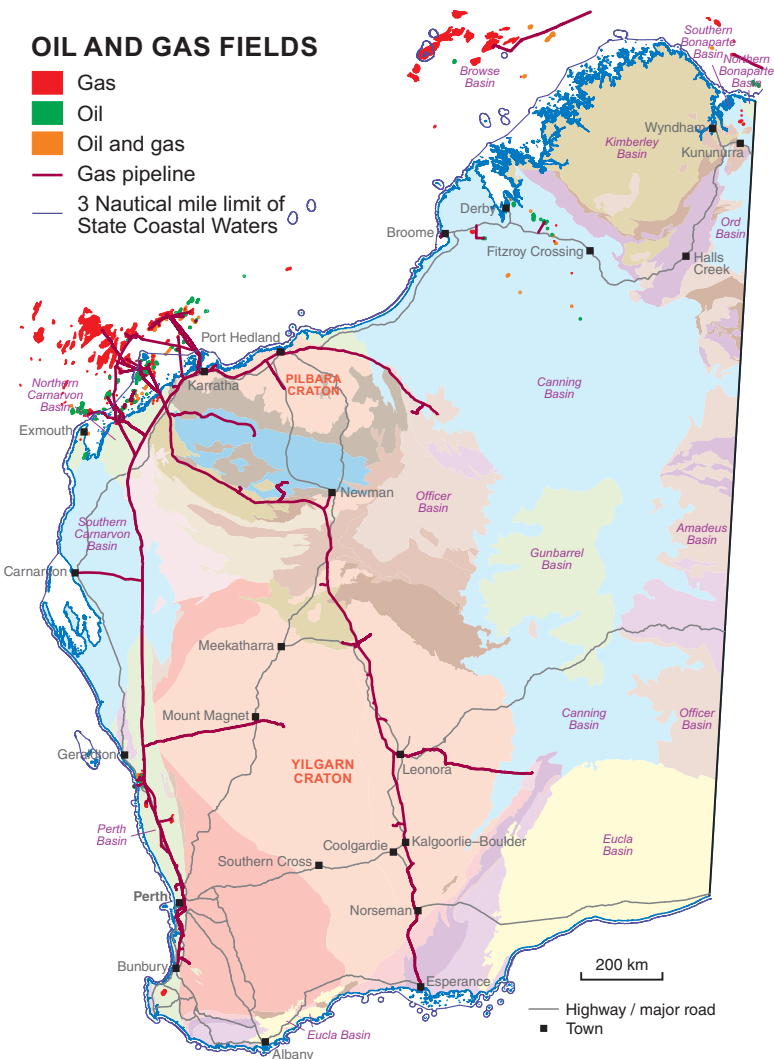 OIL AND GAS FIELDS
Gas
Oil
Oil and gas
Gas pipeline
3 Nautical mile limit of
State Coastal Waters
Browse
Basin
Southern
Bonaparte
Basin
Northern
Bonaparte
Basin
Wyndham
Kimberley
Basin
Kununurra
Derby
Ord
Basin
Broome
Fitzroy Crossing
Halls
Creek
Port Hedland
Karratha
PILBARA
CRATON
Northern
Carnarvon
Basin
Canning
Basin
Exmouth
Newman
Officer
Basin
Southern
Carnarvon
Basin
Gunbarrel
Basin
Amadeus
Basin
Carnarvon
Meekatharra
Mount Magnet
Canning
Basin
Officer
Basin
Geraldton
YILGARN
CRATON
Leonora
Perth
Basin
Coolgardie
Kalgoorlie–Boulder
Eucla
Basin
Southern Cross
Perth
Norseman
Bunbury
200 km
Esperance
Highway / major road
Town
Eucla Basin
Albany